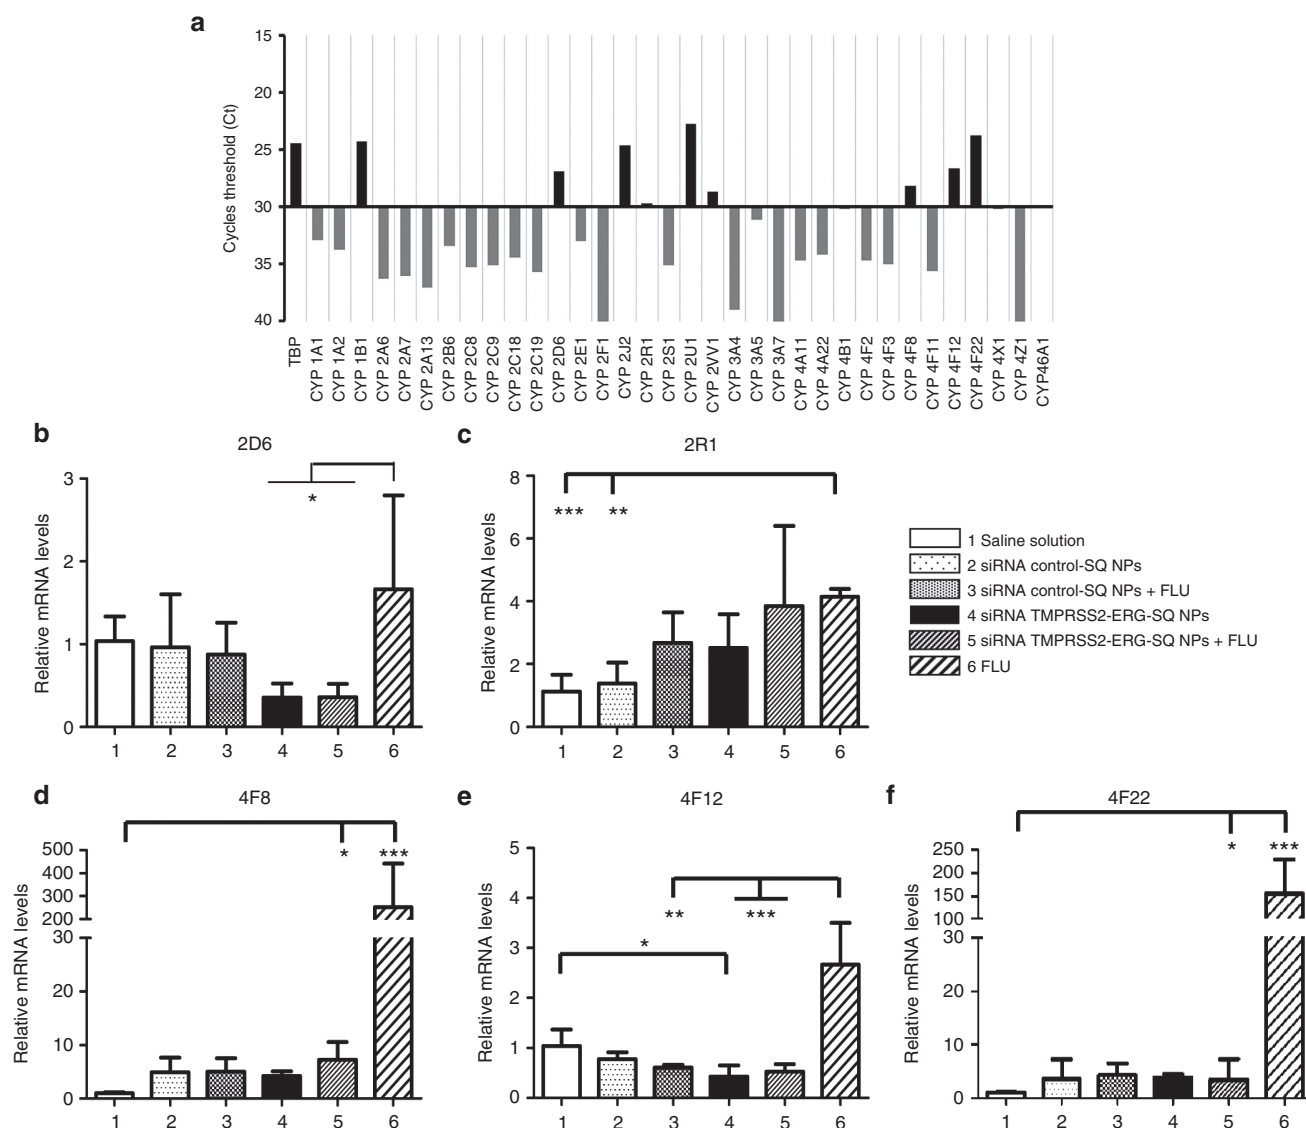 a
15
20
25
30
35
40
Cycles threshold (Ct)
TBP
CYP 1A1
CYP 1A2
CYP 1B1
CYP 2A6
CYP 2A7
CYP 2A13
CYP 2B6
CYP 2C8
CYP 2C9
CYP 2C18
CYP 2C19
CYP 2D6
CYP 2E1
CYP 2F1
CYP 2J2
CYP 2R1
CYP 2S1
CYP 2U1
CYP 2VV1
CYP 3A4
CYP 3A5
CYP 3A7
CYP 4A11
CYP 4A22
CYP 4B1
CYP 4F2
CYP 4F3
CYP 4F8
CYP 4F11
CYP 4F12
CYP 4F22
CYP 4X1
CYP 4Z1
CYP46A1
b
2D6
Relative mRNA levels
3
2
1
0
*
1 2 3 4 5 6
c
2R1
Relative mRNA levels
8
6
4
2
0
*** **
1 2 3 4 5 6
1 Saline solution
2 siRNA control-SQ NPs
3 siRNA control-SQ NPs + FLU
4 siRNA TMPRSS2-ERG-SQ NPs
5 siRNA TMPRSS2-ERG-SQ NPs + FLU
6 FLU
d
4F8
Relative mRNA levels
500
400
300
200
30
20
10
0
* ***
1 2 3 4 5 6
e
4F12
Relative mRNA levels
5
4
3
2
1
0
** ***
*
1 2 3 4 5 6
f
4F22
Relative mRNA levels
250
200
150
100
30
20
10
0
* ***
1 2 3 4 5 6